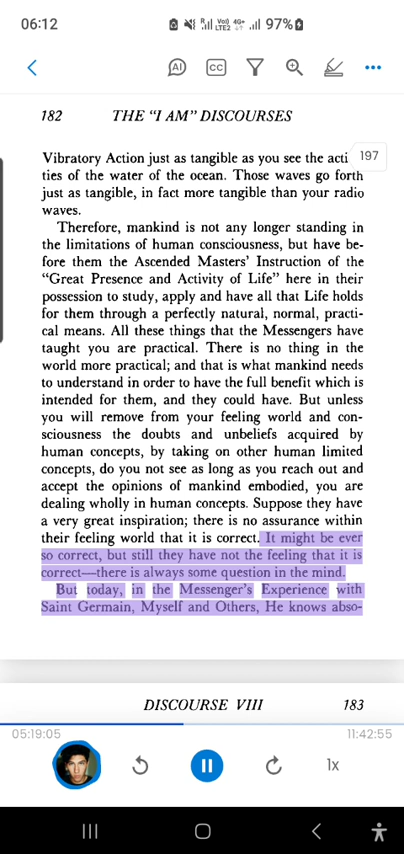 06:12
97%
AI
CC
182 THE “I AM” DISCOURSES
197
Vibratory Action just as tangible as you see the acti
ties of the water of the ocean. Those waves go forth
just as tangible, in fact more tangible than your radio
waves.
Therefore, mankind is not any longer standing in
the limitations of human consciousness, but have be-
fore them the Ascended Masters’ Instruction of the
“Great Presence and Activity of Life” here in their
possession to study, apply and have all that Life holds
for them through a perfectly natural, normal, practi-
cal means. All these things that the Messengers have
taught you are practical. There is no thing in the
world more practical; and that is what mankind needs
to understand in order to have the full benefit which is
intended for them, and they could have. But unless
you will remove from your feeling world and con-
sciousness the doubts and unbeliefs acquired by
human concepts, by taking on other human limited
concepts, do you not see as long as you reach out and
accept the opinions of mankind embodied, you are
dealing wholly in human concepts. Suppose they have
a very great inspiration; there is no assurance within
their feeling world that it is correct. It might be ever
so correct, but still they have not the feeling that it is
correct—there is always some question in the mind.
But today, in the Messenger’s Experience with
Saint Germain, Myself and Others, He knows abso-
DISCOURSE VIII 183
05:19:05 11:42:55
1x